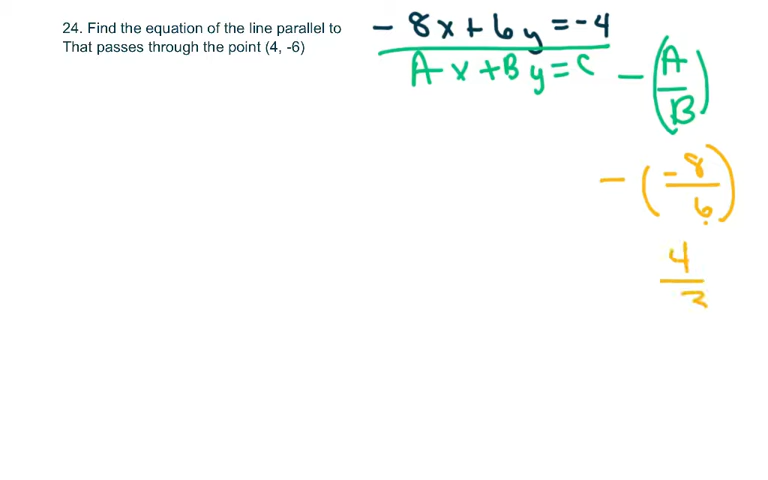 24. Find the equation of the line parallel to
That passes through the point (4, -6)
- 8x + 6y = -4
Ax + By = C
- (A/B)
- (-8/6)
4/3